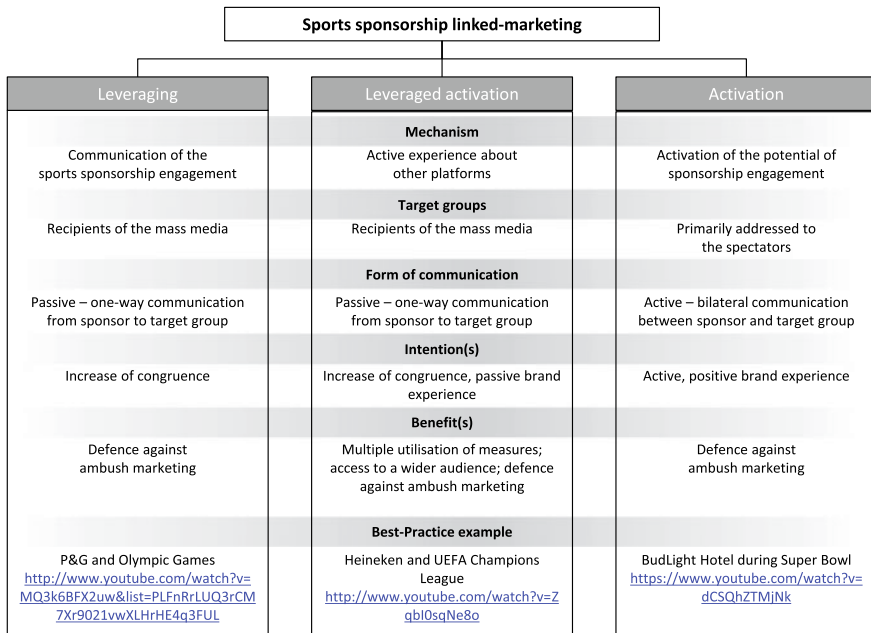 Sports sponsorship linked-marketing
Leveraging
Leveraged activation
Activation
Mechanism
Communication of the
sports sponsorship engagement
Active experience about
other platforms
Activation of the potential of
sponsorship engagement
Target groups
Recipients of the mass media
Recipients of the mass media
Primarily addressed to
the spectators
Form of communication
Passive – one-way communication
from sponsor to target group
Passive – one-way communication
from sponsor to target group
Active – bilateral communication
between sponsor and target group
Intention(s)
Increase of congruence
Increase of congruence, passive brand
experience
Active, positive brand experience
Benefit(s)
Defence against
ambush marketing
Multiple utilisation of measures;
access to a wider audience; defence
against ambush marketing
Defence against
ambush marketing
Best-Practice example
P&G and Olympic Games
http://www.youtube.com/watch?v=
MQ3k6BFX2uw&list=PLFnRrLUQ3rCM
7Xr9021vwXLHrHE4q3FUL
Heineken and UEFA Champions
League
http://www.youtube.com/watch?v=Z
qbI0sqNe8o
BudLight Hotel during Super Bowl
https://www.youtube.com/watch?v=
dCSQhZTMjNk